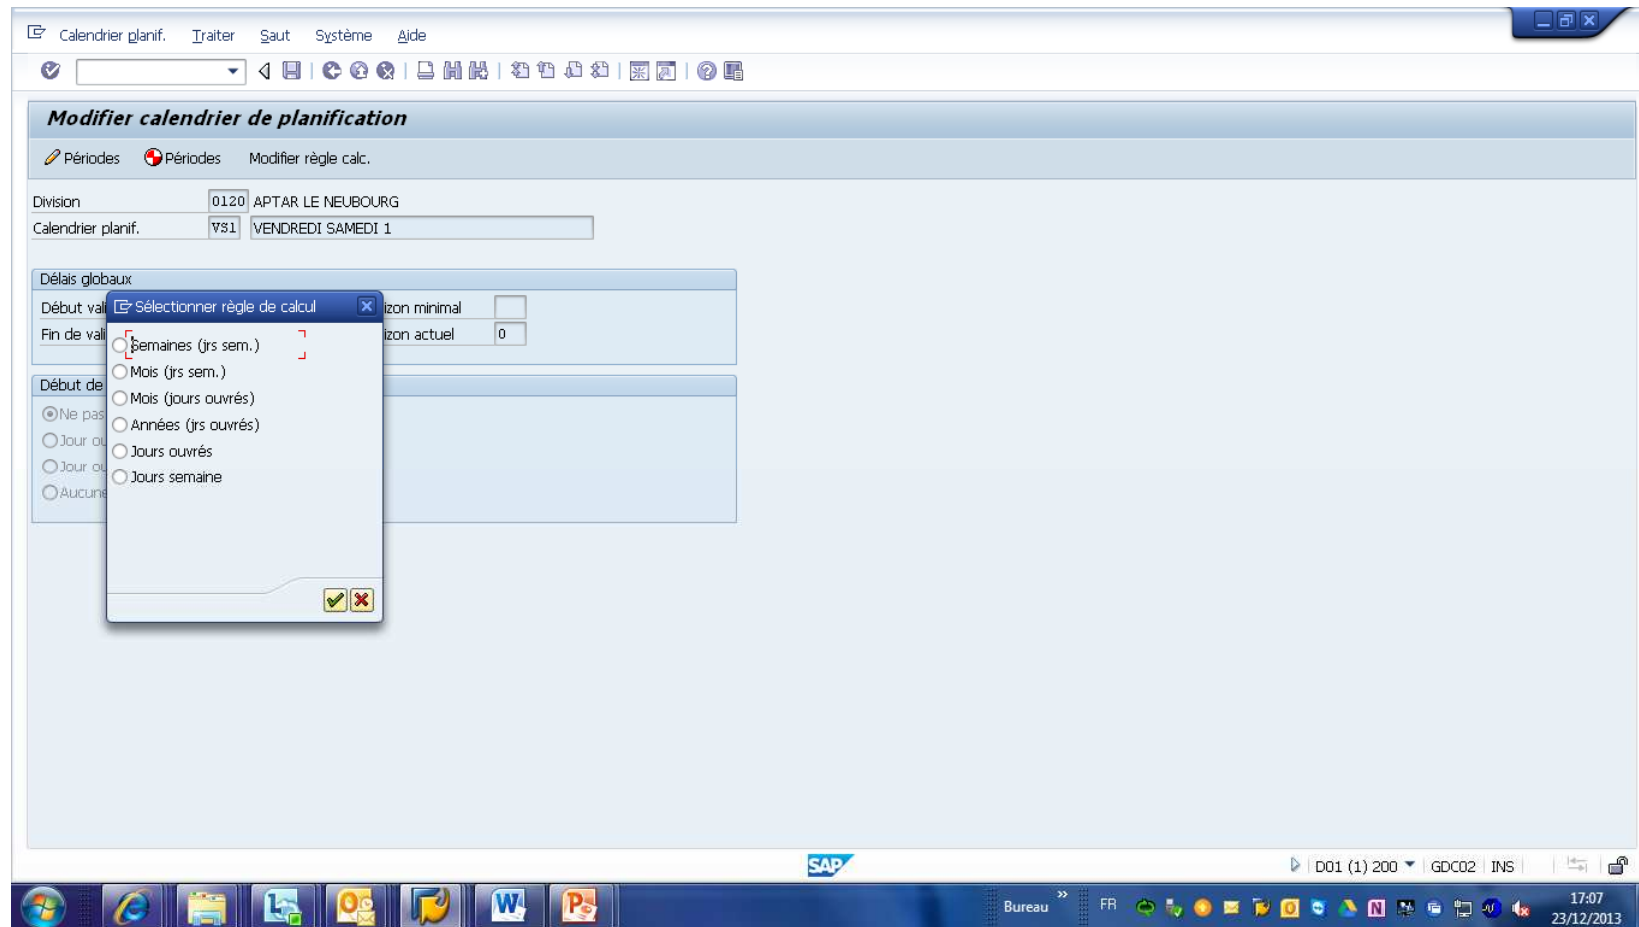 Calendrier planif. Traiter Saut Système Aide
Modifier calendrier de planification
Périodes Périodes Modifier règle calc.
Division 0120 APTAR LE NEUBOURG
Calendrier planif. VS1 VENDREDI SAMEDI 1
Délais globaux
Début vali
izon minimal
Fin de vali
izon actuel 0
Début de
Ne pas
Jour ou
Jour ou
Aucune
Sélectionner règle de calcul
Semaines (jrs sem.)
Mois (jrs sem.)
Mois (jours ouvrés)
Années (jrs ouvrés)
Jours ouvrés
Jours semaine
SAP
D01 (1) 200 GDC02 INS
Bureau » FR
17:07
23/12/2013